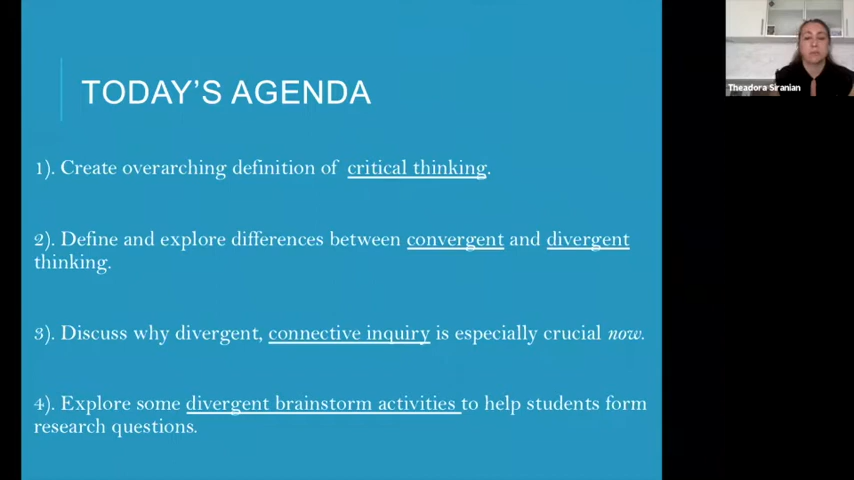 TODAY'S AGENDA
1). Create overarching definition of critical thinking.
2). Define and explore differences between convergent and divergent
thinking.
3). Discuss why divergent, connective inquiry is especially crucial now.
4). Explore some divergent brainstorm activities to help students form
research questions.
Theadora Siranian